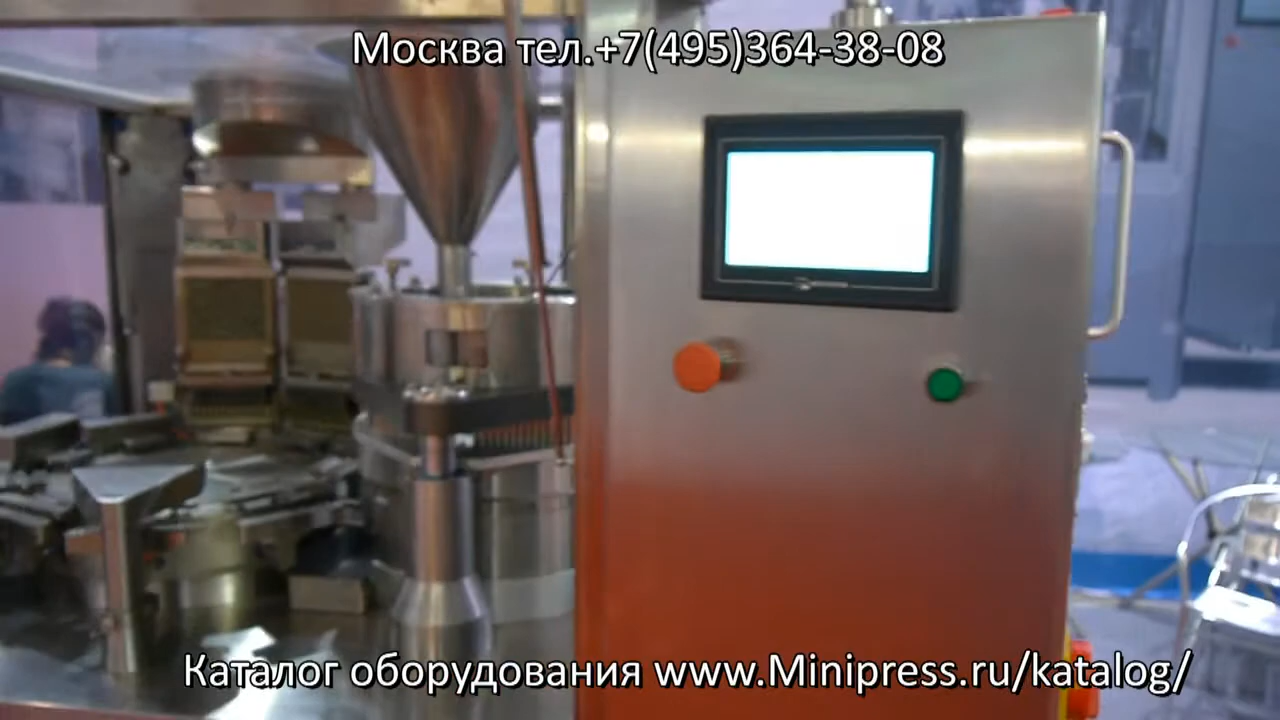 Москва тел.+7(495)364-38-08
Каталог оборудования www.Minipress.ru/katalog/